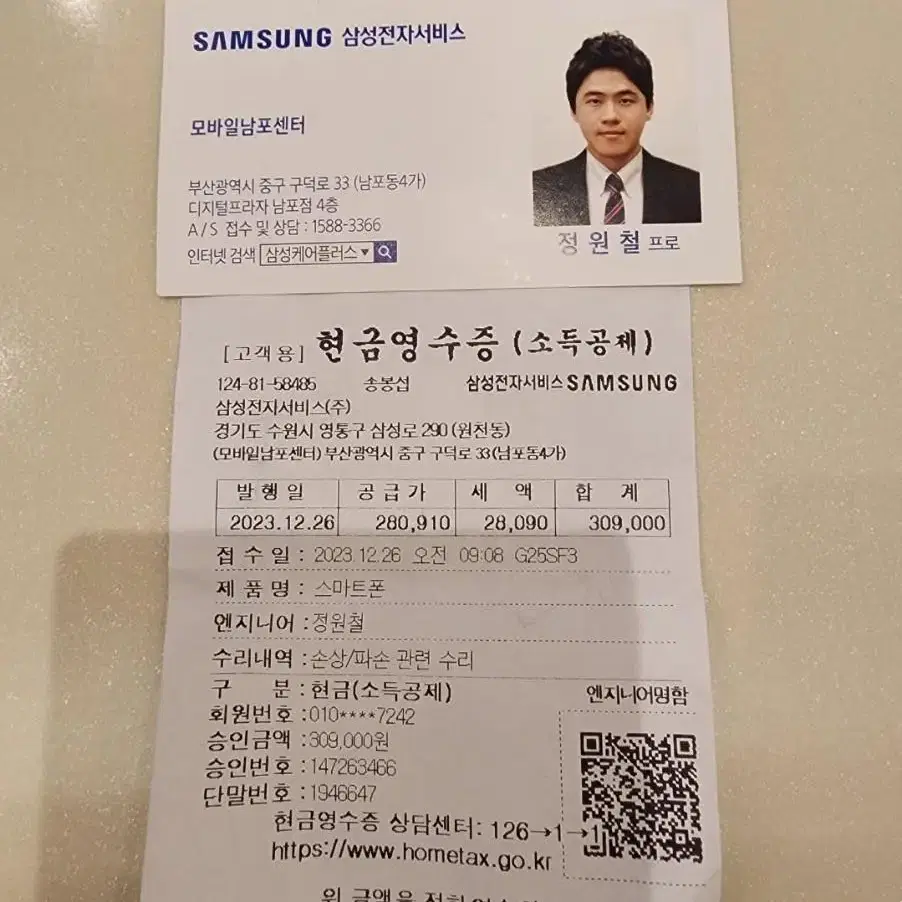 SAMSUNG 삼성전자서비스
모바일남포센터
부산광역시 중구 구덕로 33 (남포동4가)
디지털프라자 남포점 4층
A / S 접수 및 상담 : 1588-3366
인터넷 검색 삼성케어플러스
정 원 철 프로
[고객용] 현금영수증 (소득공제)
124-81-58485 송봉섭 삼성전자서비스 SAMSUNG
삼성전자서비스(주)
경기도 수원시 영통구 삼성로 290 (원천동)
(모바일남포센터) 부산광역시 중구 구덕로 33 (남포동4가)
발 행 일 공 급 가 세 액 합 계
2023.12.26 280,910 28,090 309,000
접 수 일 : 2023.12.26 오전 09:08 G25SF3
제 품 명 : 스마트폰
엔지니어 : 정원철
수리내역 : 손상/파손 관련 수리
구 분 : 현금(소득공제) 엔지니어명함
회원번호 : 010****7242
승인금액 : 309,000원
승인번호 : 147263466
단말번호 : 1946647
현금영수증 상담센터: 126→1→1
https://www.hometax.go.kr
위 금액을